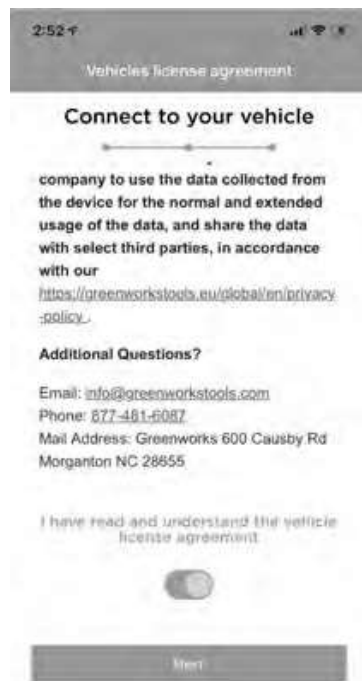 2:52
Vehicles license agreement
Connect to your vehicle
company to use the data collected from
the device for the normal and extended
usage of the data, and share the data
with select third parties, in accordance
with our
https://greenworkstools.eu/global/en/privacy
-policy .
Additional Questions?
Email: info@greenworkstools.com
Phone: 877-481-6087
Mail Address: Greenworks 600 Causby Rd
Morganton NC 28655
I have read and understand the vehicle
license agreement
Next